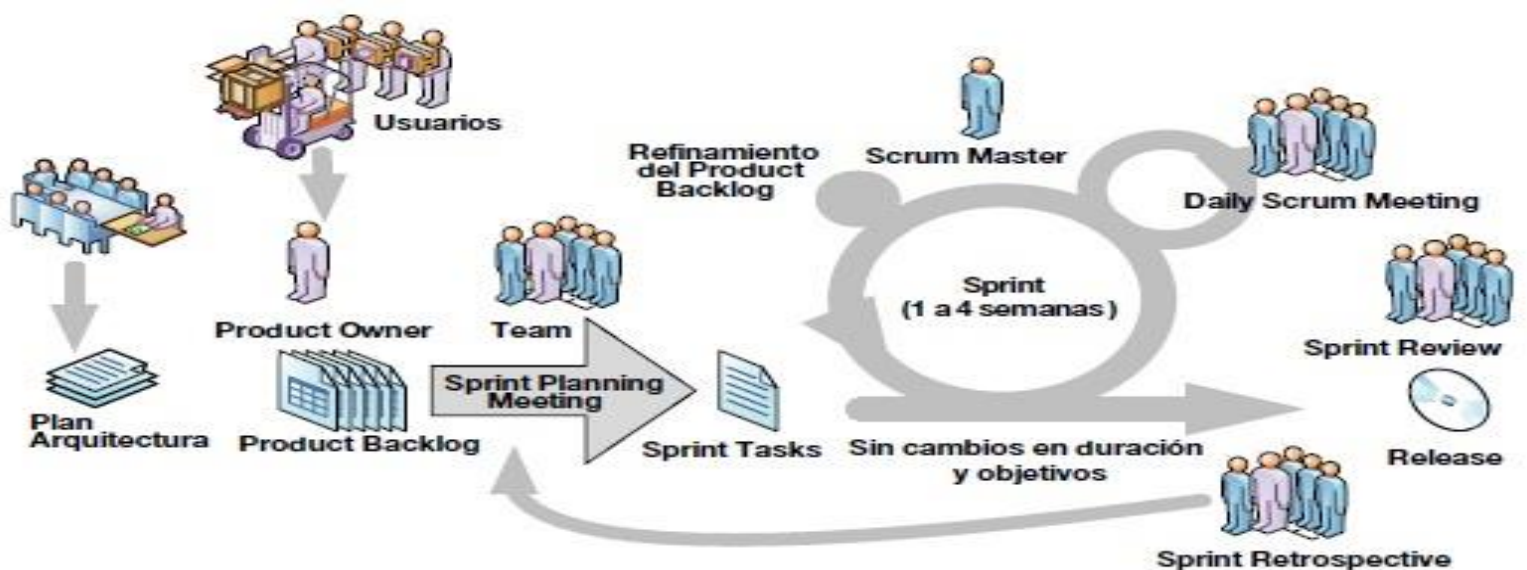 Usuarios
Refinamiento
del Product
Backlog
Scrum Master
Daily Scrum Meeting
Product Owner
Team
Sprint
(1 a 4 semanas)
Sprint Review
Plan
Arquitectura
Product Backlog
Sprint Planning
Meeting
Sprint Tasks
Sin cambios en duración
y objetivos
Release
Sprint Retrospective